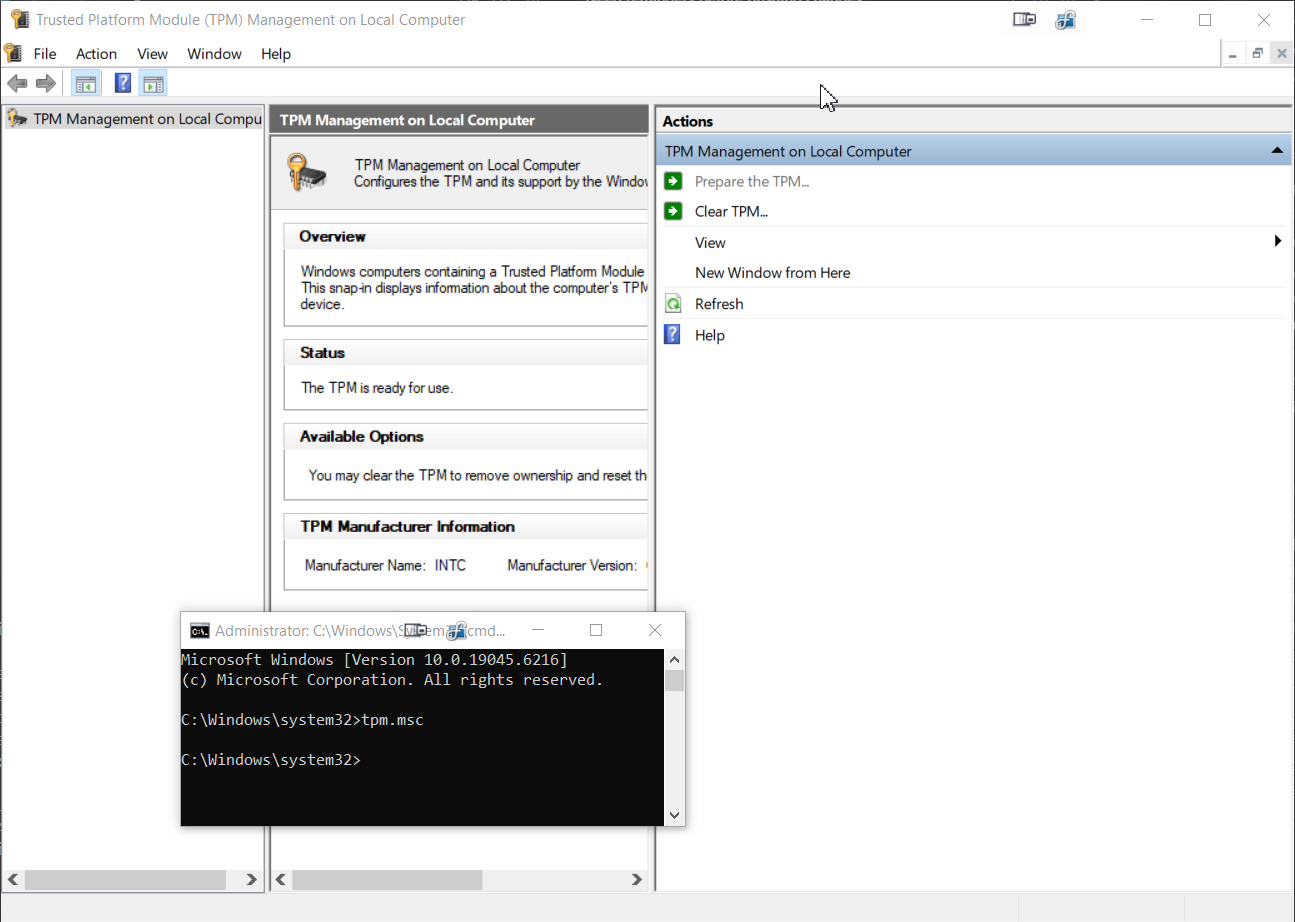 Trusted Platform Module (TPM) Management on Local Computer
File Action View Window Help
TPM Management on Local Compu
TPM Management on Local Computer
TPM Management on Local Computer
Configures the TPM and its support by the Window
Overview
Windows computers containing a Trusted Platform Module
This snap-in displays information about the computer's TPM
device.
Status
The TPM is ready for use.
Available Options
You may clear the TPM to remove ownership and reset the
TPM Manufacturer Information
Manufacturer Name: INTC Manufacturer Version:
Actions
TPM Management on Local Computer
Prepare the TPM...
Clear TPM...
View
New Window from Here
Refresh
Help
Administrator: C:\Windows\ cmd...
Microsoft Windows [Version 10.0.19045.6216]
(c) Microsoft Corporation. All rights reserved.
C:\Windows\system32>tpm.msc
C:\Windows\system32>